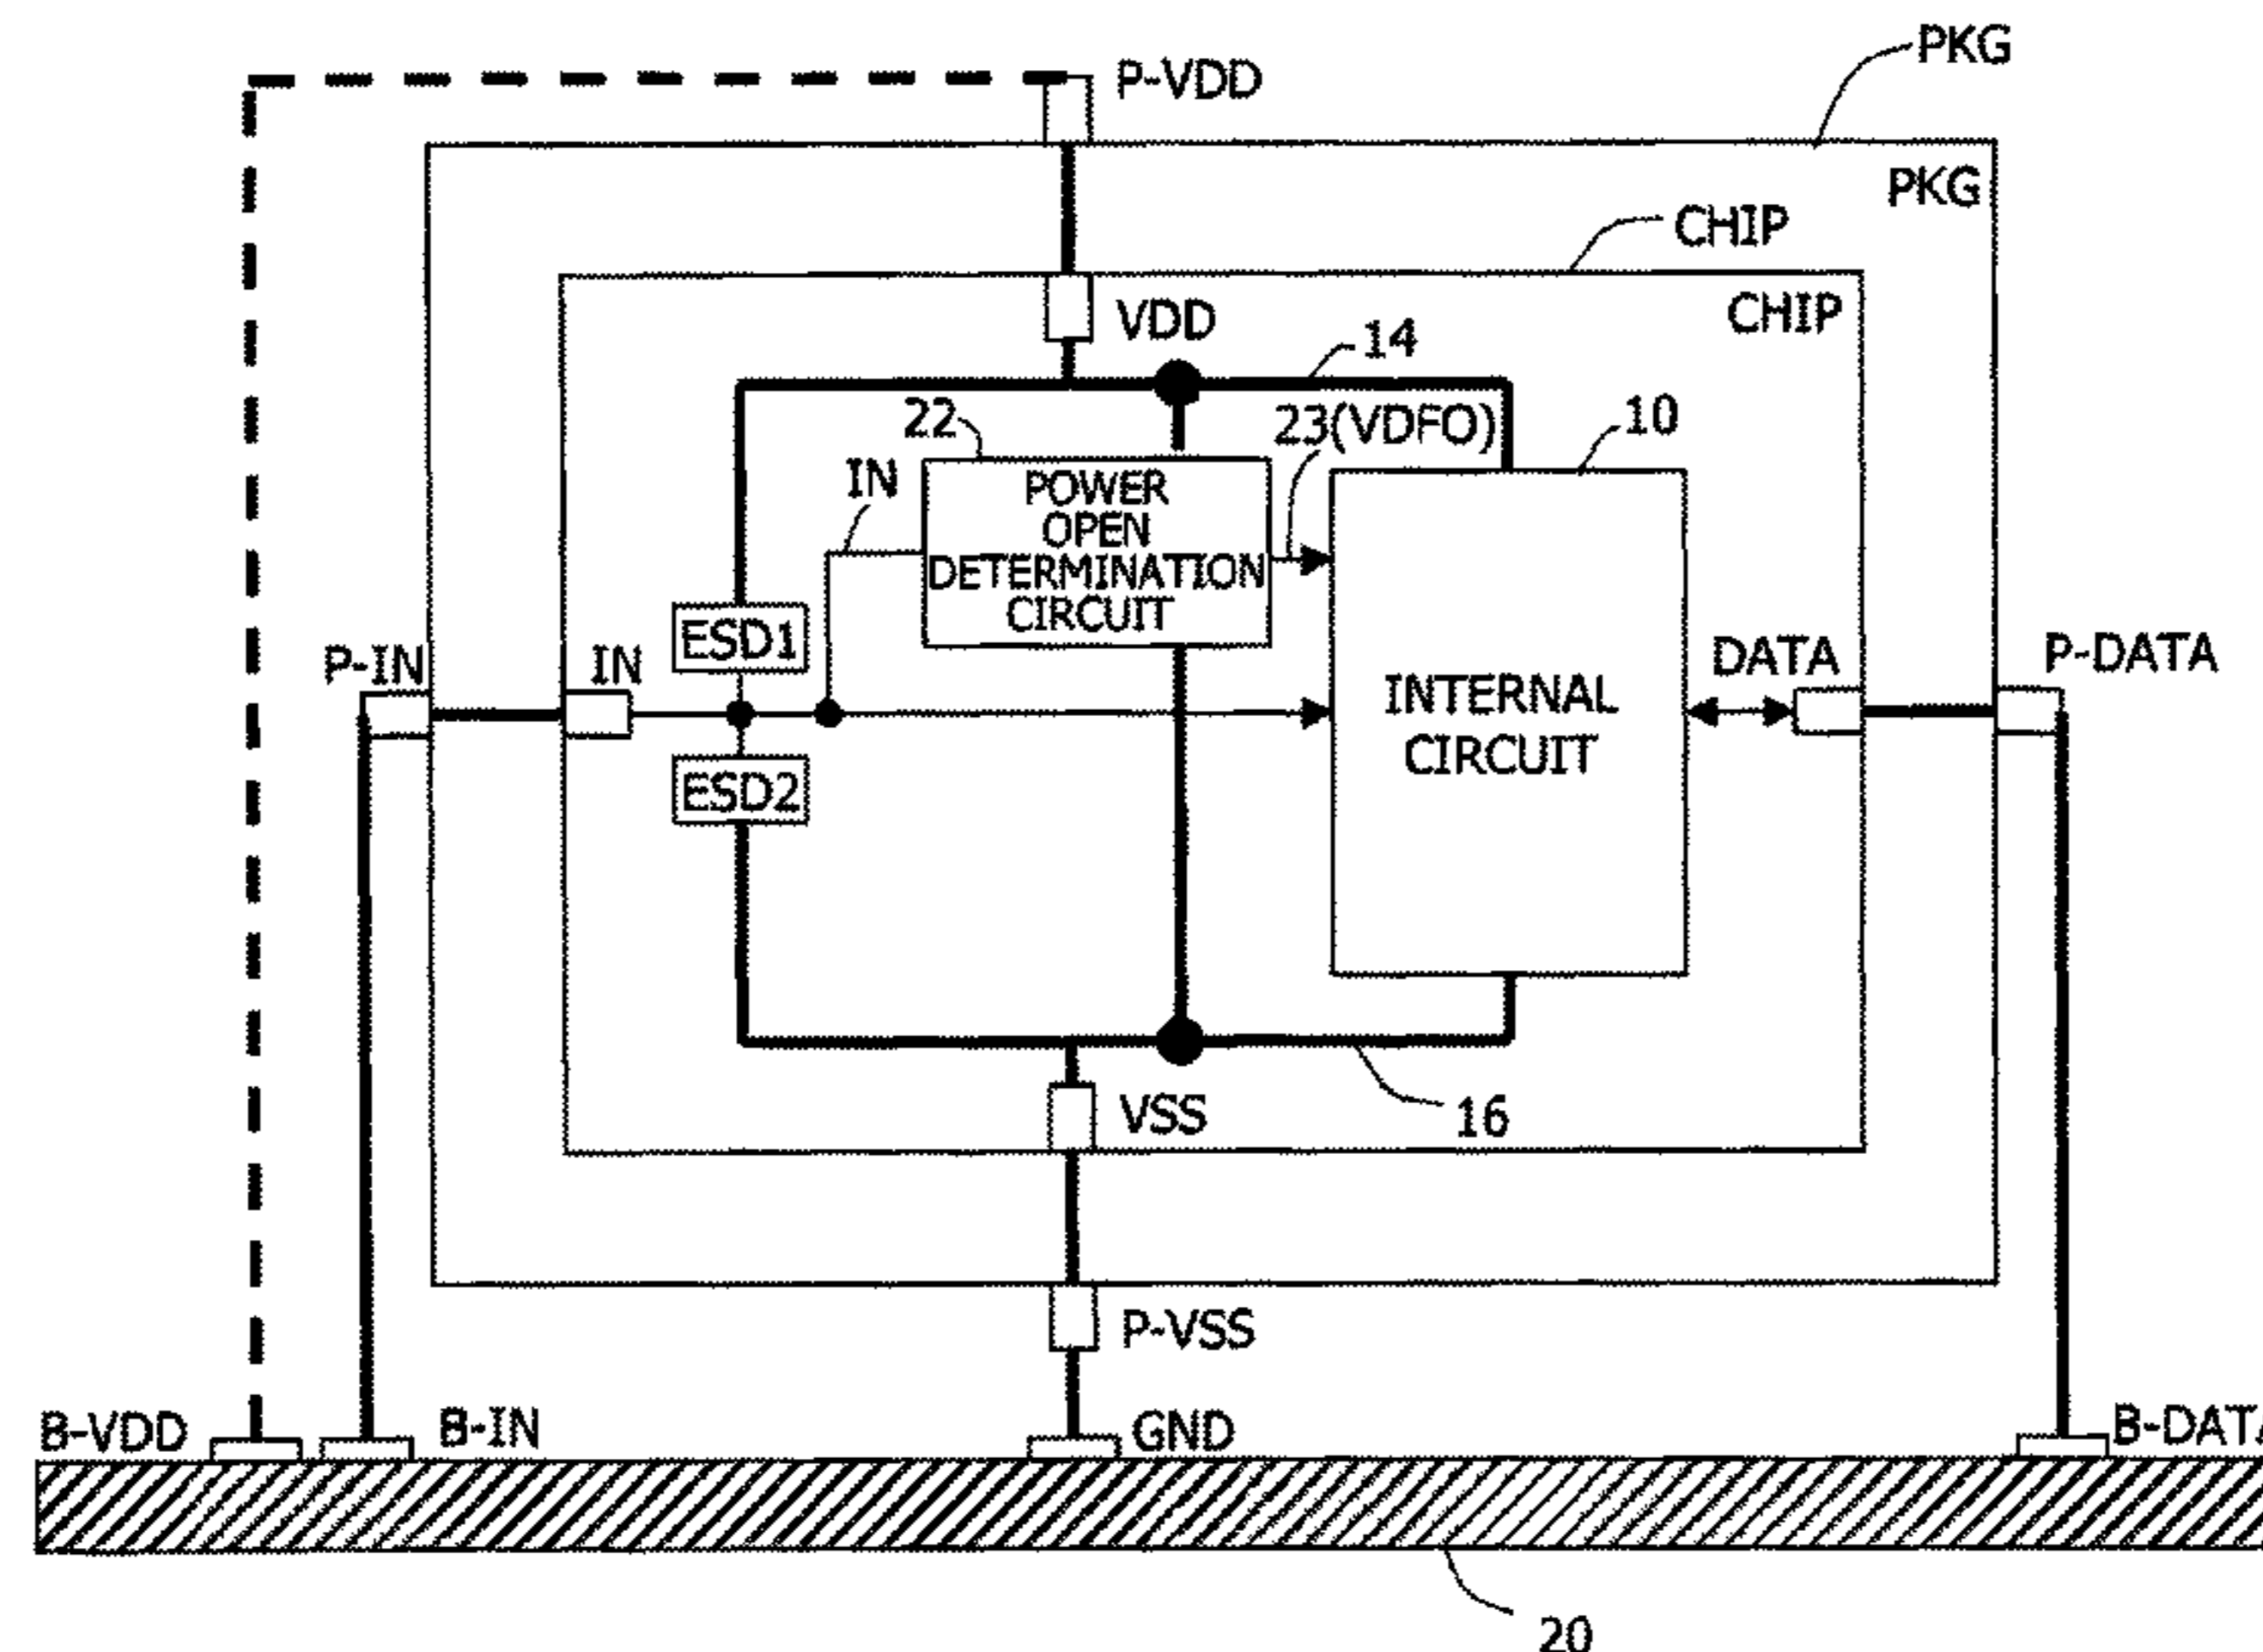 PKG
P-VDD
PKG
CHIP
CHIP
VDD
14
22
23(VDFO)
10
IN
POWER
OPEN
DETERMINATION
CIRCUIT
ESD1
P-IN
IN
DATA
P-DATA
INTERNAL
CIRCUIT
ESD2
VSS
16
P-VSS
B-VDD
B-IN
GND
B-DATA
20